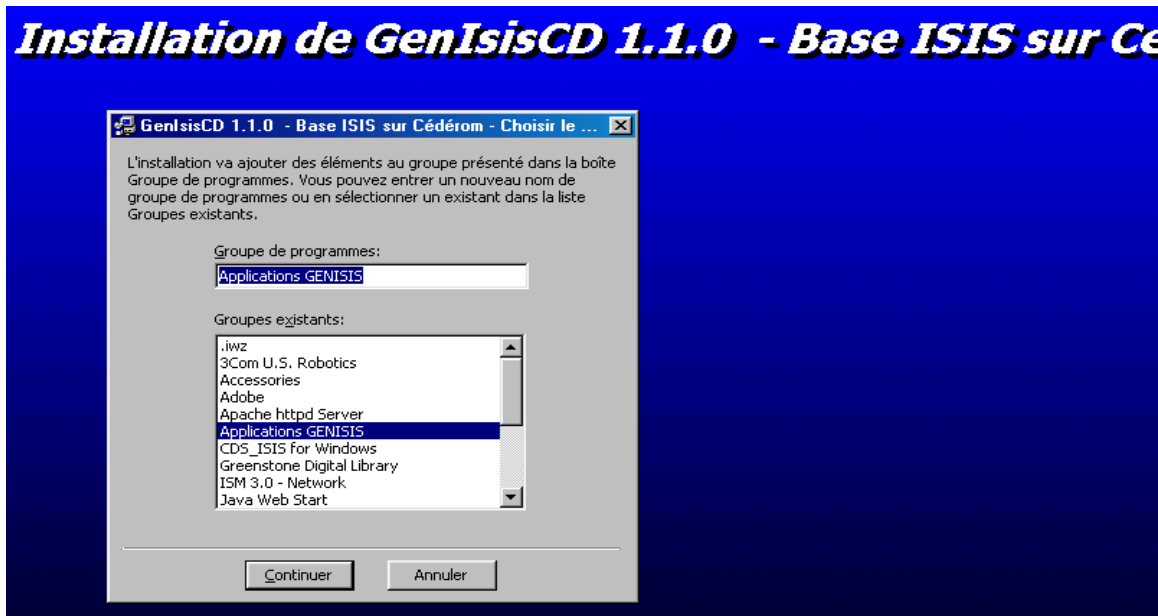 Installation de GenIsisCD 1.1.0 - Base ISIS sur Cé
GenIsisCD 1.1.0 - Base ISIS sur Cédérom - Choisir le ...
L'installation va ajouter des éléments au groupe présenté dans la boîte
Groupe de programmes. Vous pouvez entrer un nouveau nom de
groupe de programmes ou en sélectionner un existant dans la liste
Groupes existants.
Groupe de programmes:
Applications GENISIS
Groupes existants:
.iwz
3Com U.S. Robotics
Accessories
Adobe
Apache httpd Server
Applications GENISIS
CDS_ISIS for Windows
Greenstone Digital Library
ISM 3.0 - Network
Java Web Start
Continuer Annuler